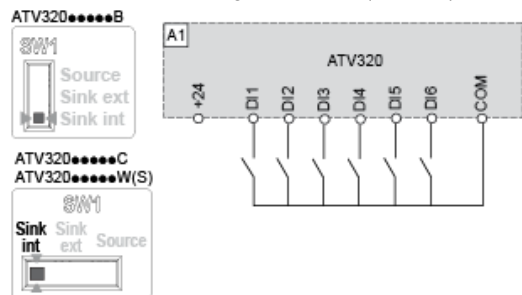 ATV320●●●●●B
SW1
Source
Sink ext
Sink int
A1
ATV320
+24
DI1
DI2
DI3
DI4
DI5
DI6
COM
ATV320●●●●●C
ATV320●●●●●W(S)
SW1
Sink int
Sink ext
Source